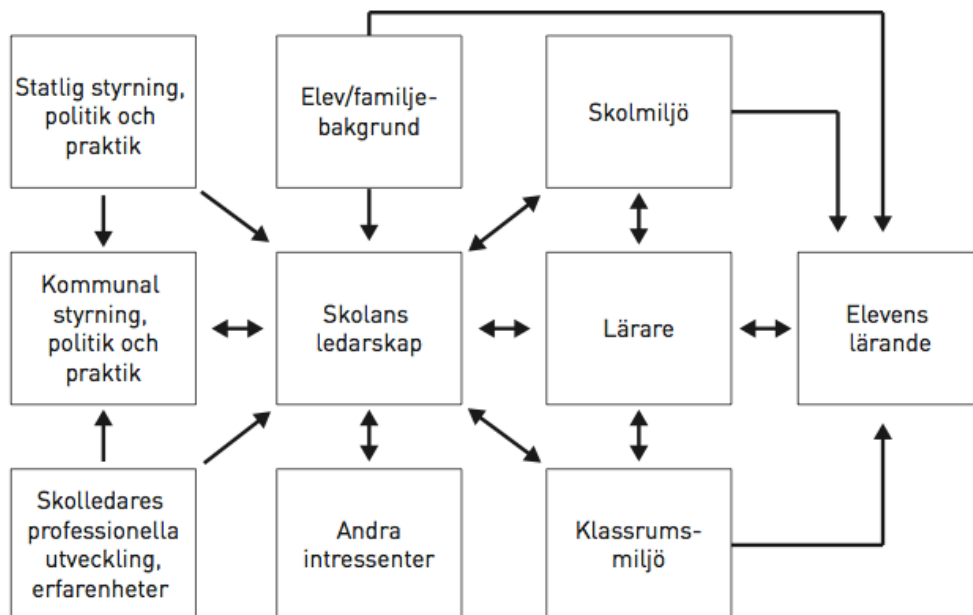 Statlig styrning,
politik och
praktik
Elev/familje-
bakgrund
Skolmiljö
Kommunal
styrning,
politik och
praktik
Skolans
ledarskap
Lärare
Elevens
lärande
Skolledares
professionella
utveckling,
erfarenheter
Andra
intressenter
Klassrums-
miljö